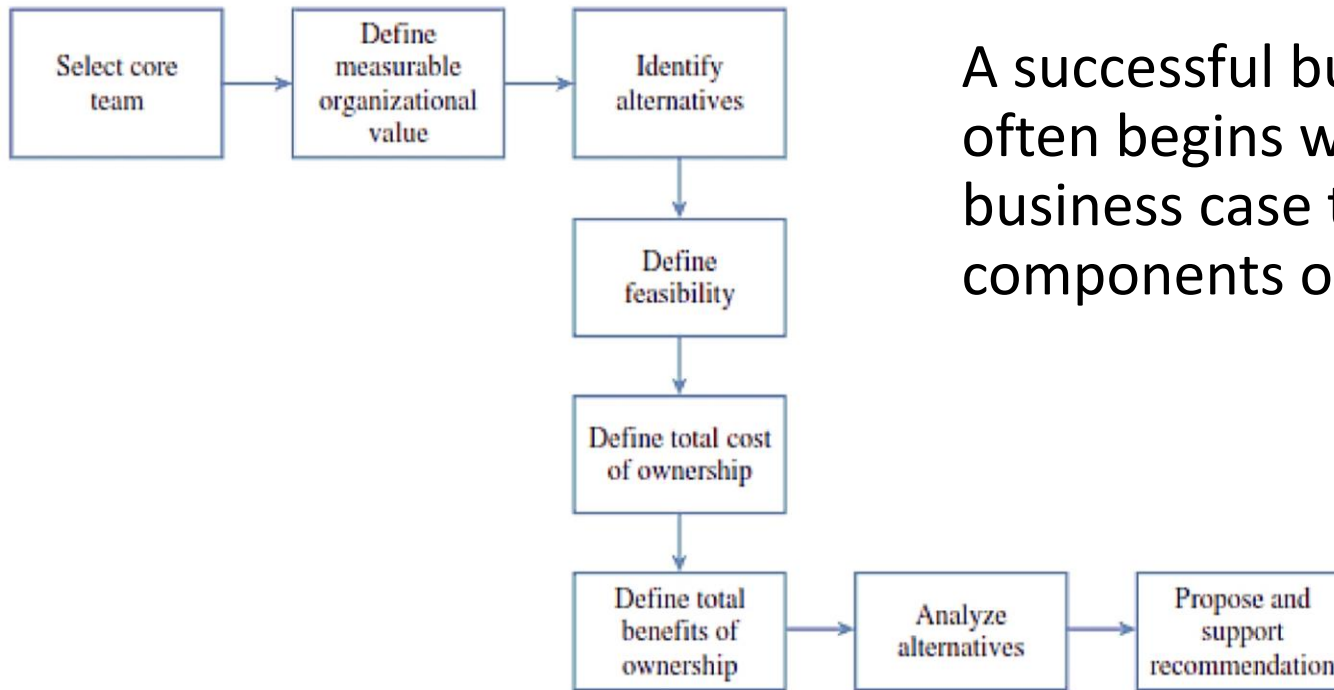 Select core
team
Define
measurable
organizational
value
Identify
alternatives
Define
feasibility
Define total cost
of ownership
Define total
benefits of
ownership
Analyze
alternatives
Propose and
support
recommendation
A successful
often begins
business case
components